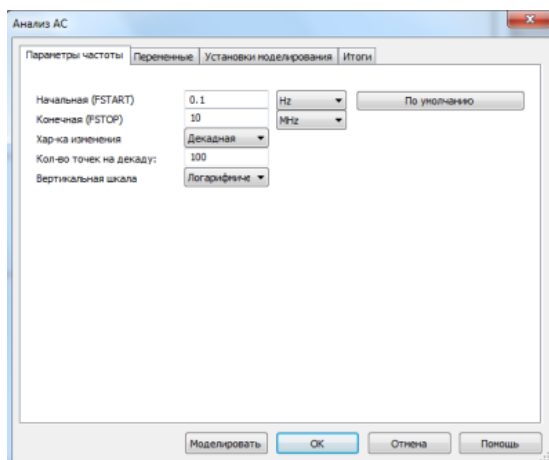 Анализ AC
Параметры частоты Переменные Установки моделирования Итоги
Начальная (FSTART) 0.1 Hz По умолчанию
Конечная (FSTOP) 10 MHz
Хар-ка изменения Декадная
Кол-во точек на декаду: 100
Вертикальная шкала Логарифмиче
Моделировать OK Отмена Помощь